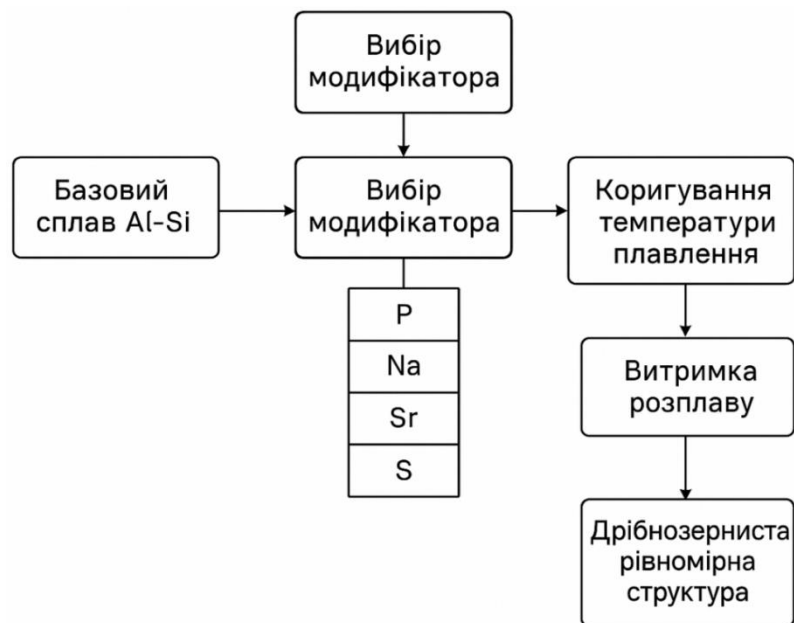 Вибір
модифікатора
Базовий
сплав Al-Si
Вибір
модифікатора
Коригування
температури
плавлення
P
Na
Sr
S
Витримка
розплаву
Дрібнозерниста
рівномірна
структура